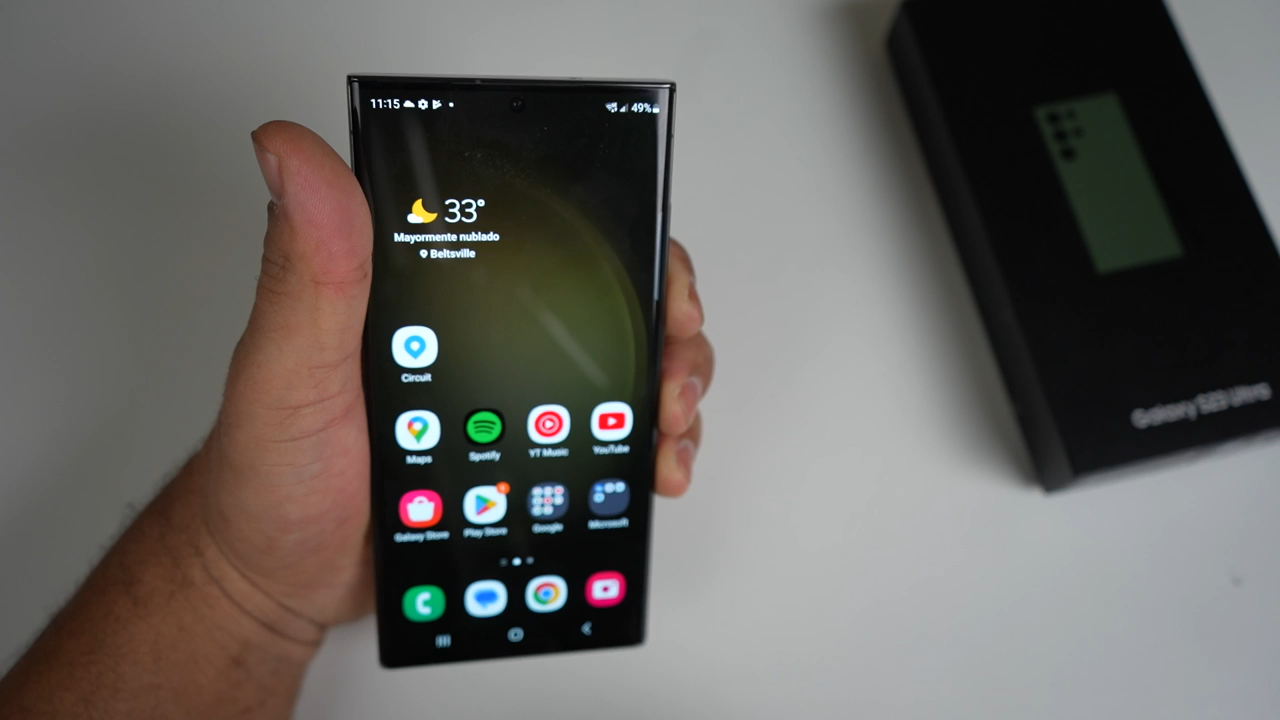 11:15
49%
33°
Mayormente nublado
Beltsville
Circuit
Maps
Spotify
YT Music
YouTube
Galaxy Store
Play Store
Google
Microsoft
Galaxy S23 Ultra